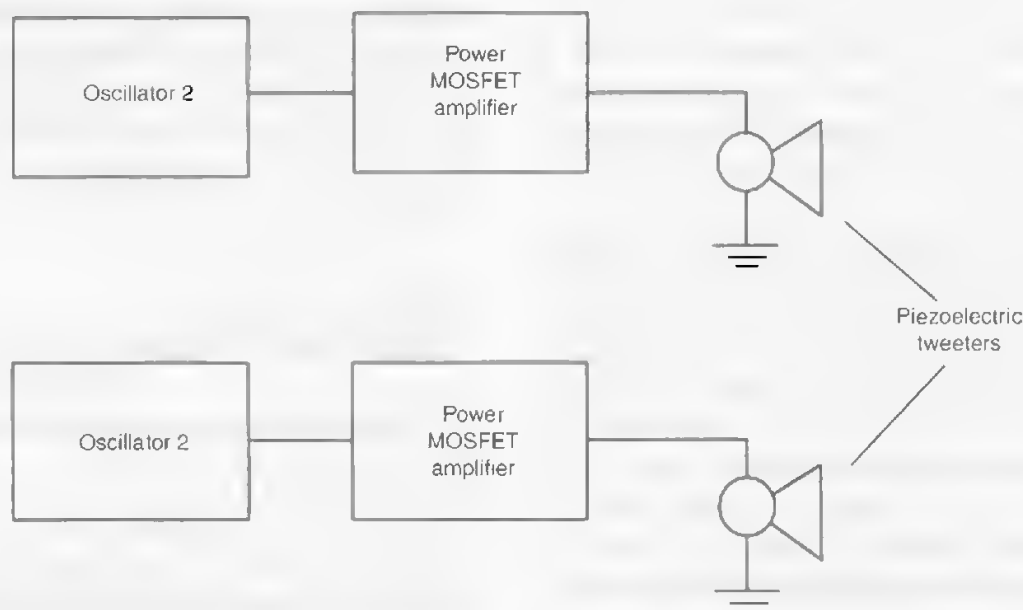 Oscillator 2
Power
MOSFET
amplifier
Piezoelectric
tweeters
Oscillator 2
Power
MOSFET
amplifier